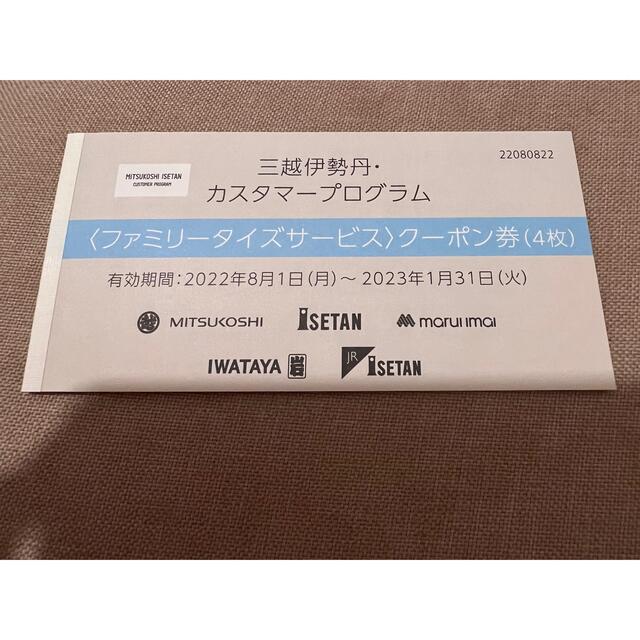 MITSUKOSHI ISETAN
CUSTOMER PROGRAM
三越伊勢丹・
カスタマープログラム
22080822
〈ファミリータイズサービス〉クーポン券(4枚)
有効期間:2022年8月1日(月)~2023年1月31日(火)
越 MITSUKOSHI ISETAN marui imai
IWATAYA 岩 JR ISETAN